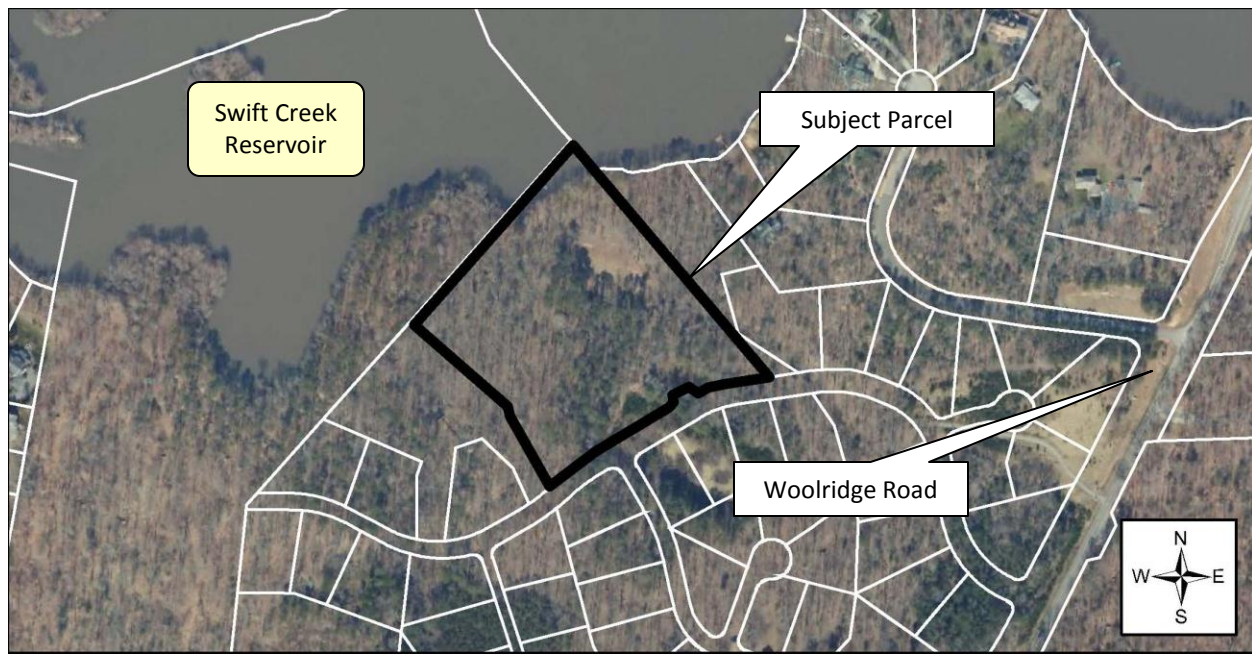 Swift Creek
Reservoir
Subject Parcel
Woolridge Road
N
W E
S